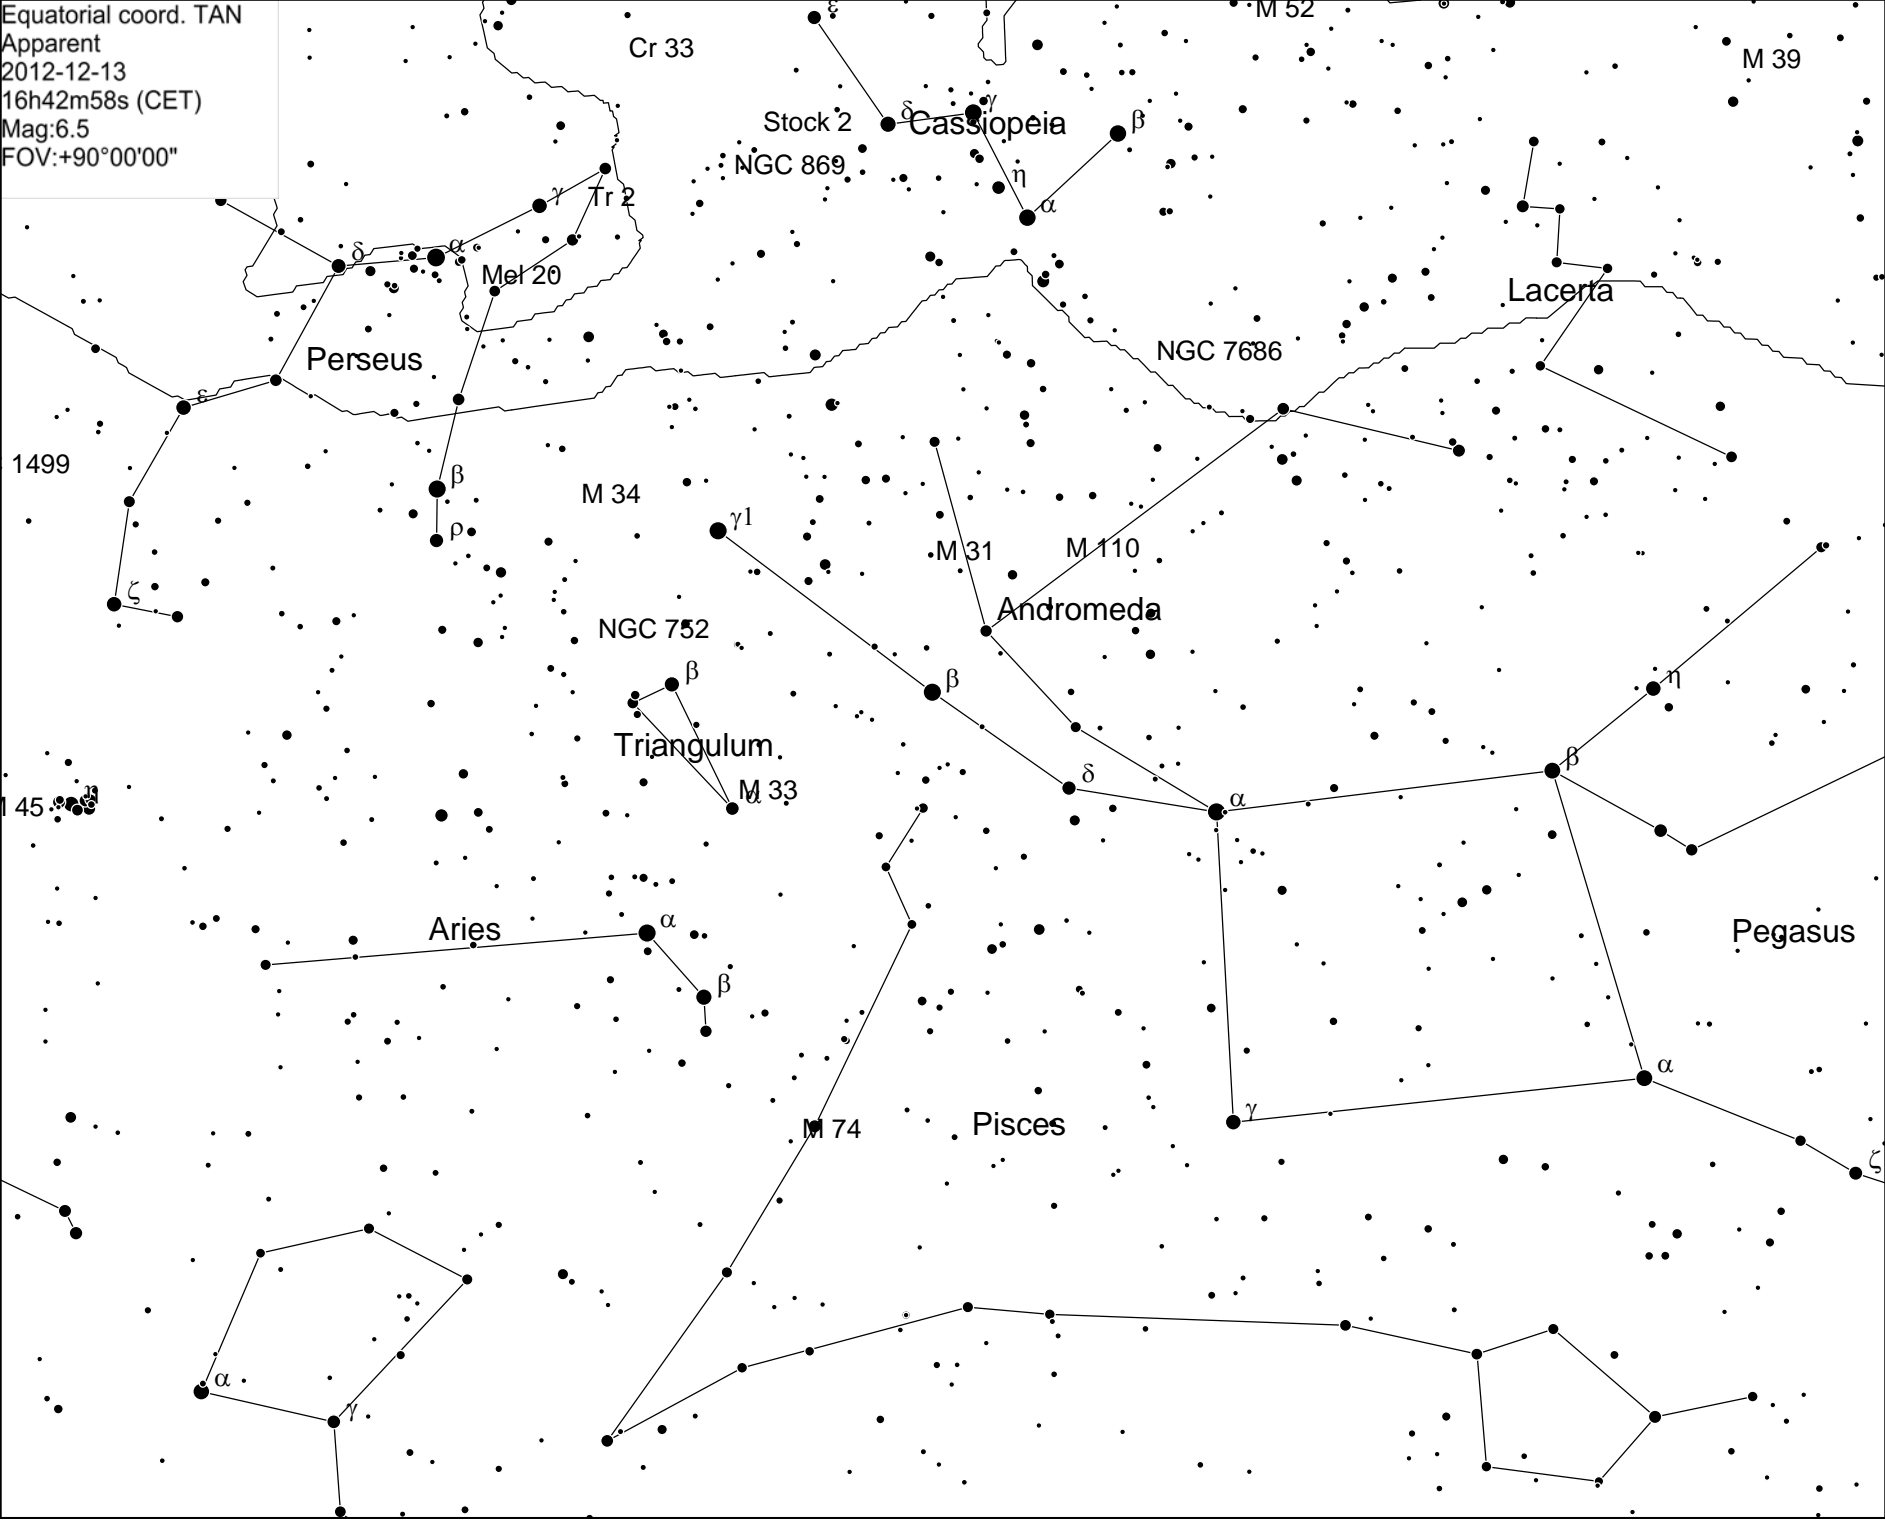 Equatorial coord. TAN
Apparent
2012-12-13
16h42m58s (CET)
Mag:6.5
FOV:+90°00'00"
ε
M 52
Cr 33
M 39
γ
δ
Cassiopeia
β
Stock 2
NGC 869
η
α
γ
Tr 2
δ
α
Mel 20
Lacerta
Perseus
NGC 7686
ε
1499
β
M 34
γ1
ρ
M 31
M 110
ζ
Andromeda
NGC 752
β
β
η
Triangulum
β
δ
M 33
α
α
η
M 45
Aries
α
Pegasus
β
α
γ
M 74
Pisces
ζ
α
γ